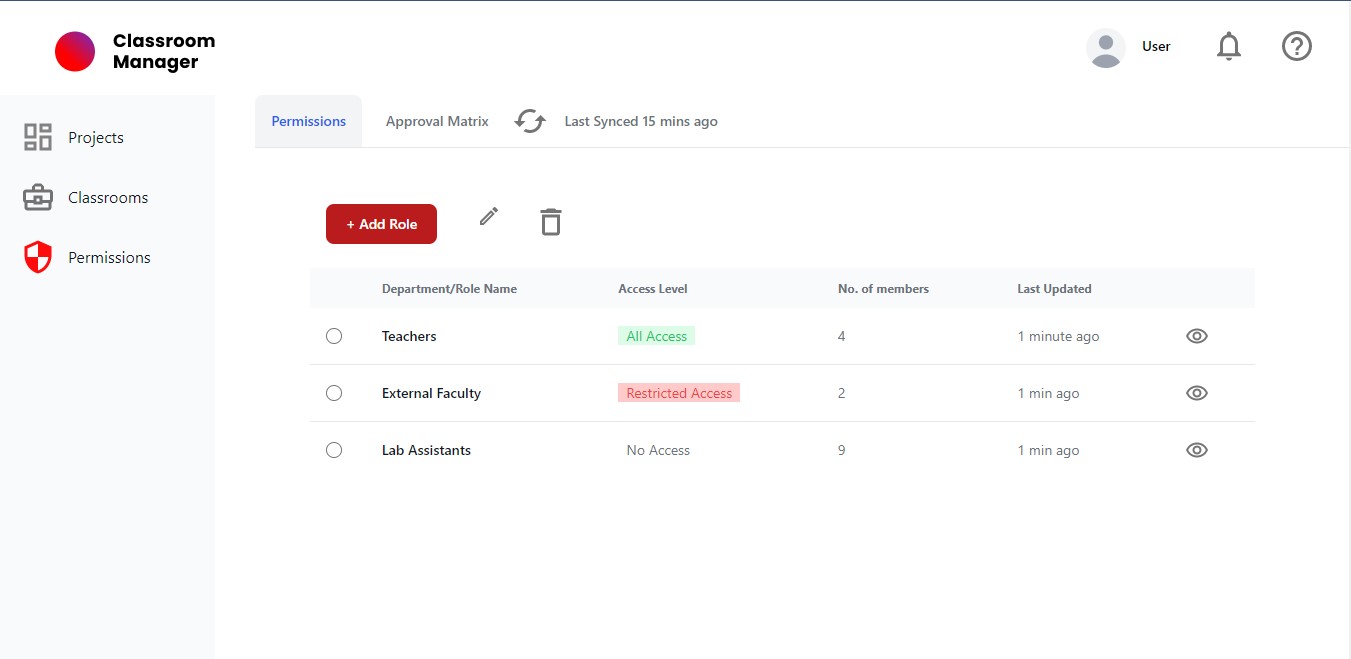 Classroom
Manager
User
Projects
Classrooms
Permissions
Permissions Approval Matrix Last Synced 15 mins ago
+ Add Role
Department/Role Name Access Level No. of members Last Updated
Teachers All Access 4 1 minute ago
External Faculty Restricted Access 2 1 min ago
Lab Assistants No Access 9 1 min ago